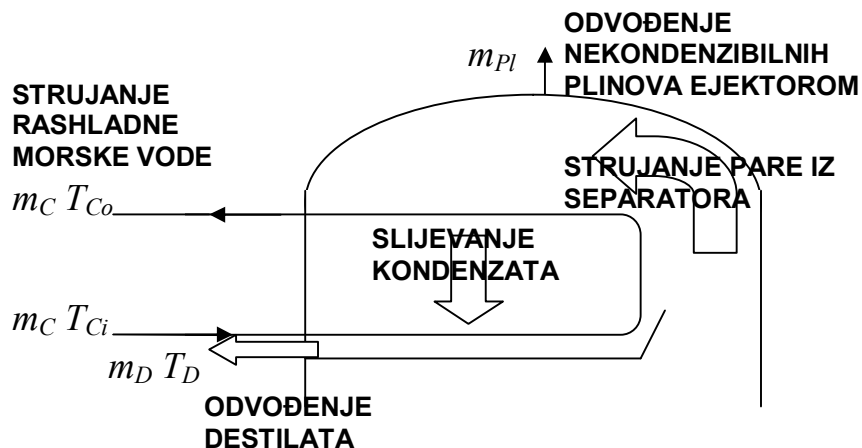 ODVOĐENJE
NEKONDENZIBILNIH
PLINOVA EJEKTOROM
m_Pl
STRUJANJE
RASHLADNE
MORSKE VODE
STRUJANJE PARE IZ
SEPARATORA
m_C T_Co
SLIJEVANJE
KONDENZATA
m_C T_Ci
m_D T_D
ODVOĐENJE
DESTILATA